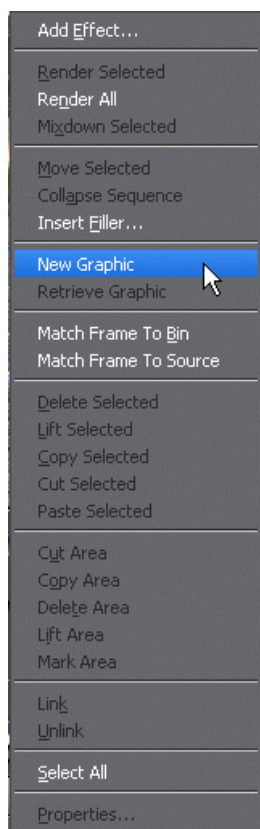 Add Effect...
Render Selected
Render All
Mixdown Selected
Move Selected
Collapse Sequence
Insert Filler...
New Graphic
Retrieve Graphic
Match Frame To Bin
Match Frame To Source
Delete Selected
Lift Selected
Copy Selected
Cut Selected
Paste Selected
Cut Area
Copy Area
Delete Area
Lift Area
Mark Area
Link
Unlink
Select All
Properties...